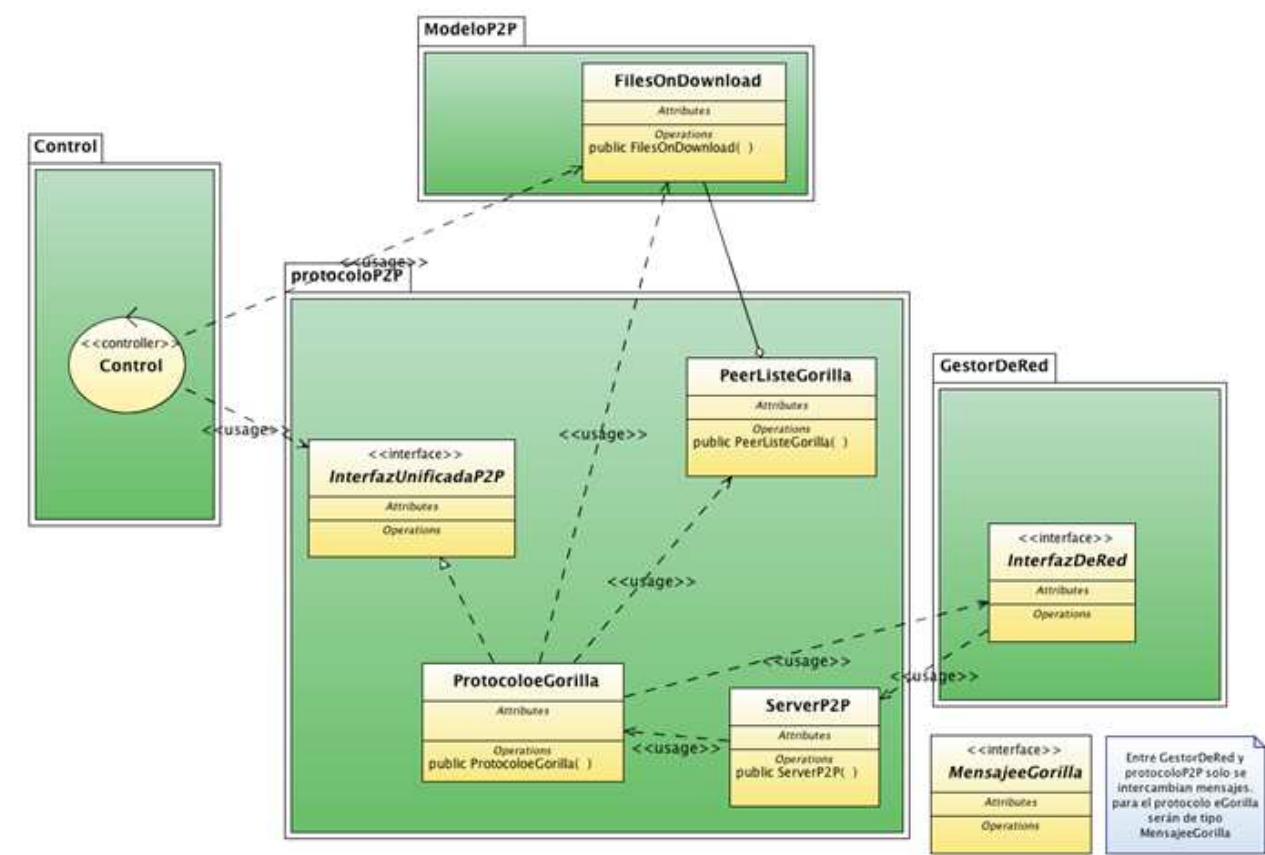 ModeloP2P
FilesOnDownload
Attributes
Operations
public FilesOnDownload( )
Control
<<controller>>
Control
<<usage>>
<<usage>>
protocoloP2P
PeerListeGorilla
Attributes
Operations
public PeerListeGorilla( )
<<usage>>
<<interface>>
InterfazUnificadaP2P
Attributes
Operations
<<usage>>
ProtocoloeGorilla
Attributes
Operations
public ProtocoloeGorilla( )
<<usage>>
ServerP2P
Attributes
Operations
public ServerP2P( )
<<usage>>
<<usage>>
GestorDeRed
<<interface>>
InterfazDeRed
Attributes
Operations
<<interface>>
MensajeeGorilla
Attributes
Operations
Entre GestorDeRed y
protocoloP2P solo se
intercambian mensajes.
para el protocolo eGorilla
serán de tipo
MensajeeGorilla